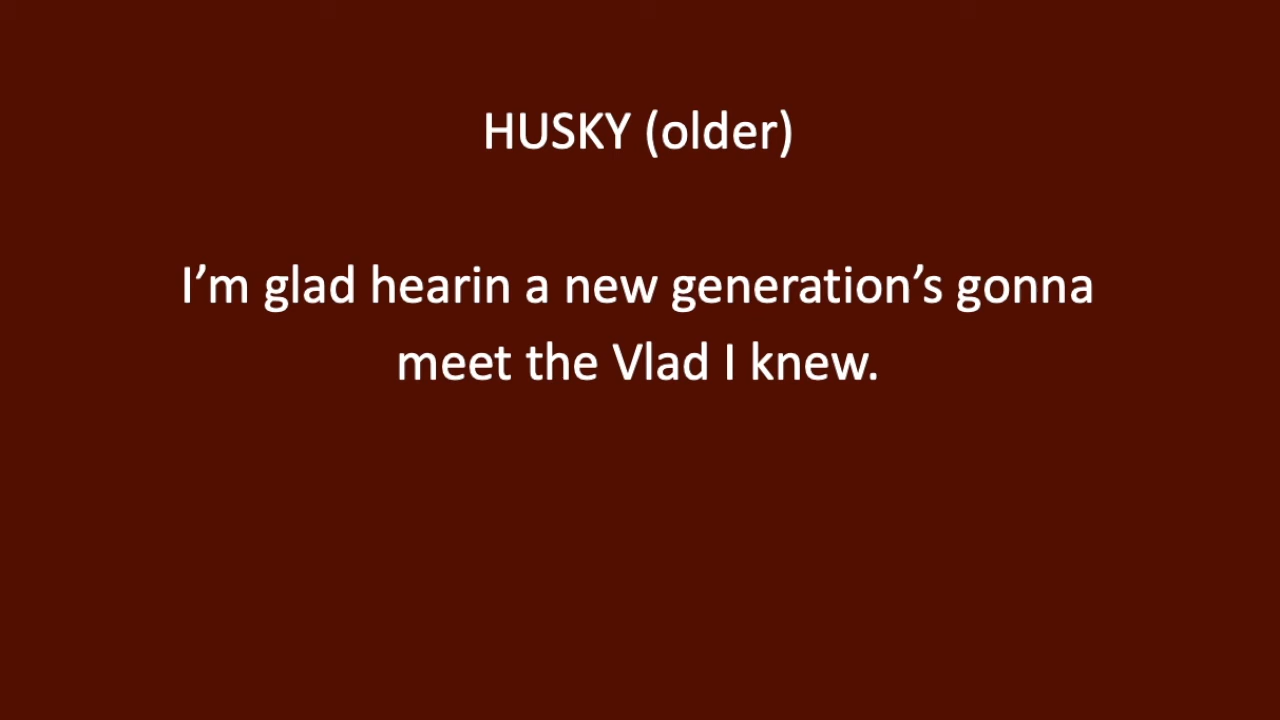 HUSKY (older)
I’m glad hearin a new generation’s gonna
meet the Vlad I knew.